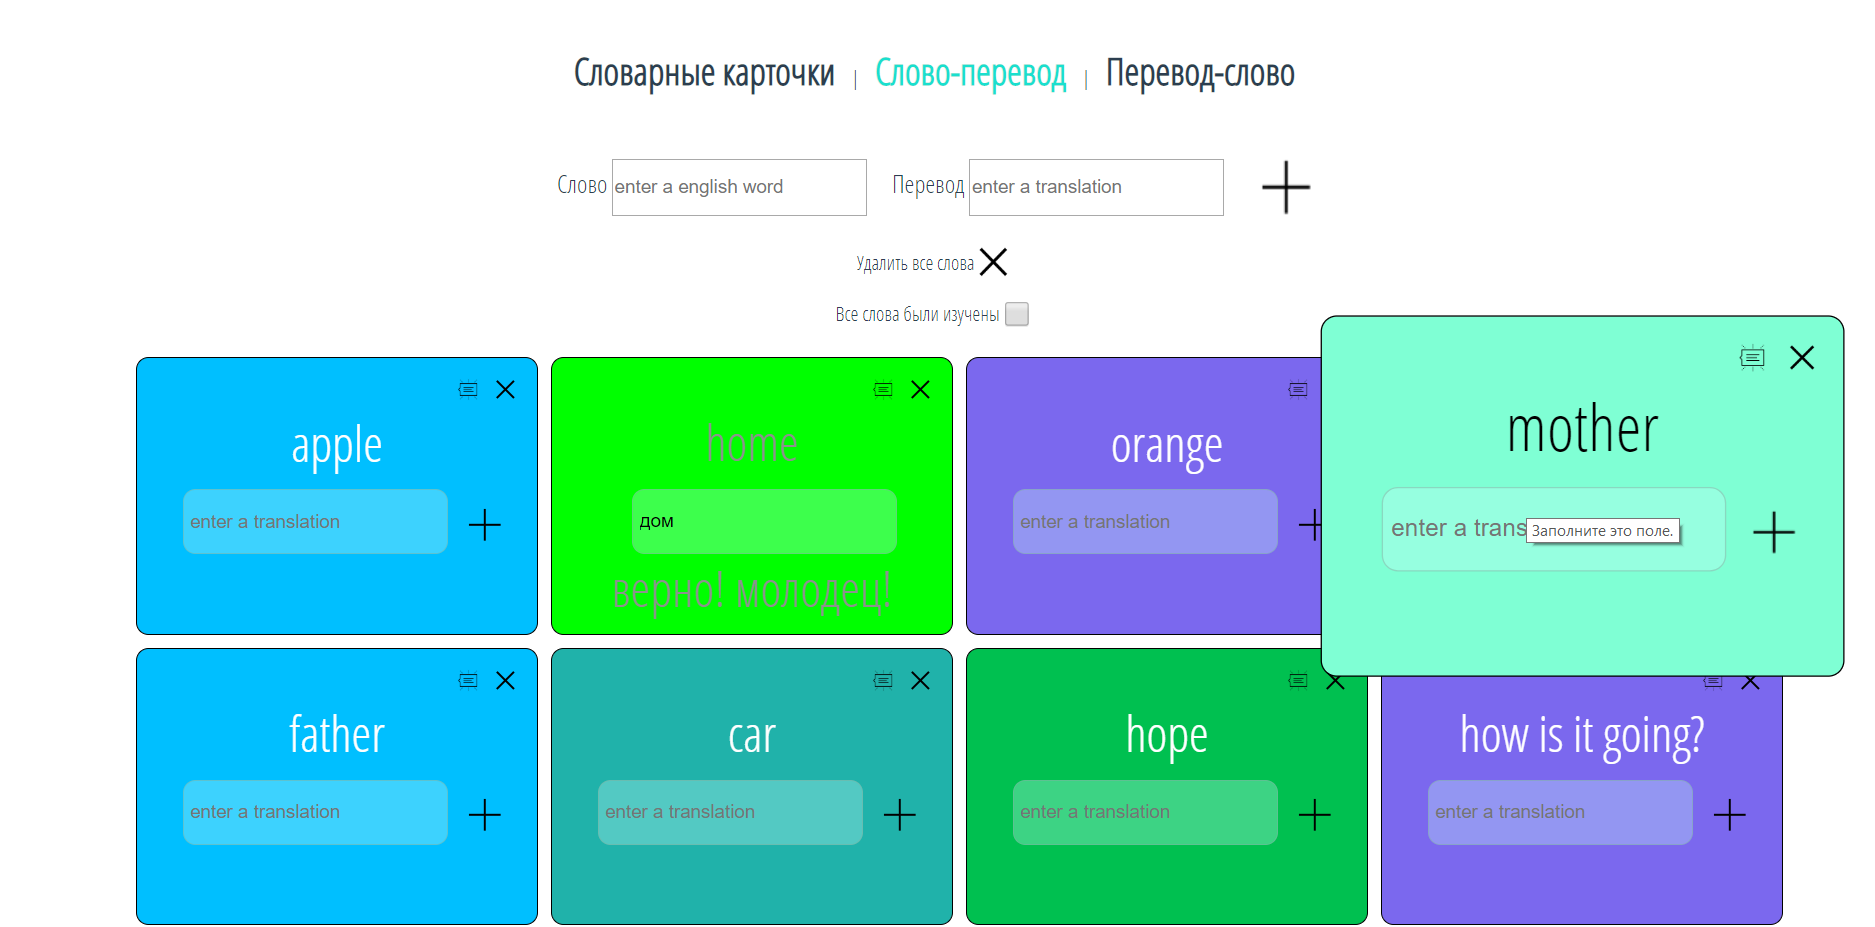 Словарные карточки | Слово-перевод | Перевод-слово
Слово enter a english word Перевод enter a translation
Удалить все слова
Все слова были изучены
apple
enter a translation
home
дом
верно! молодец!
orange
enter a translation
mother
enter a trans
Заполните это поле.
father
enter a translation
car
enter a translation
hope
enter a translation
how is it going?
enter a translation